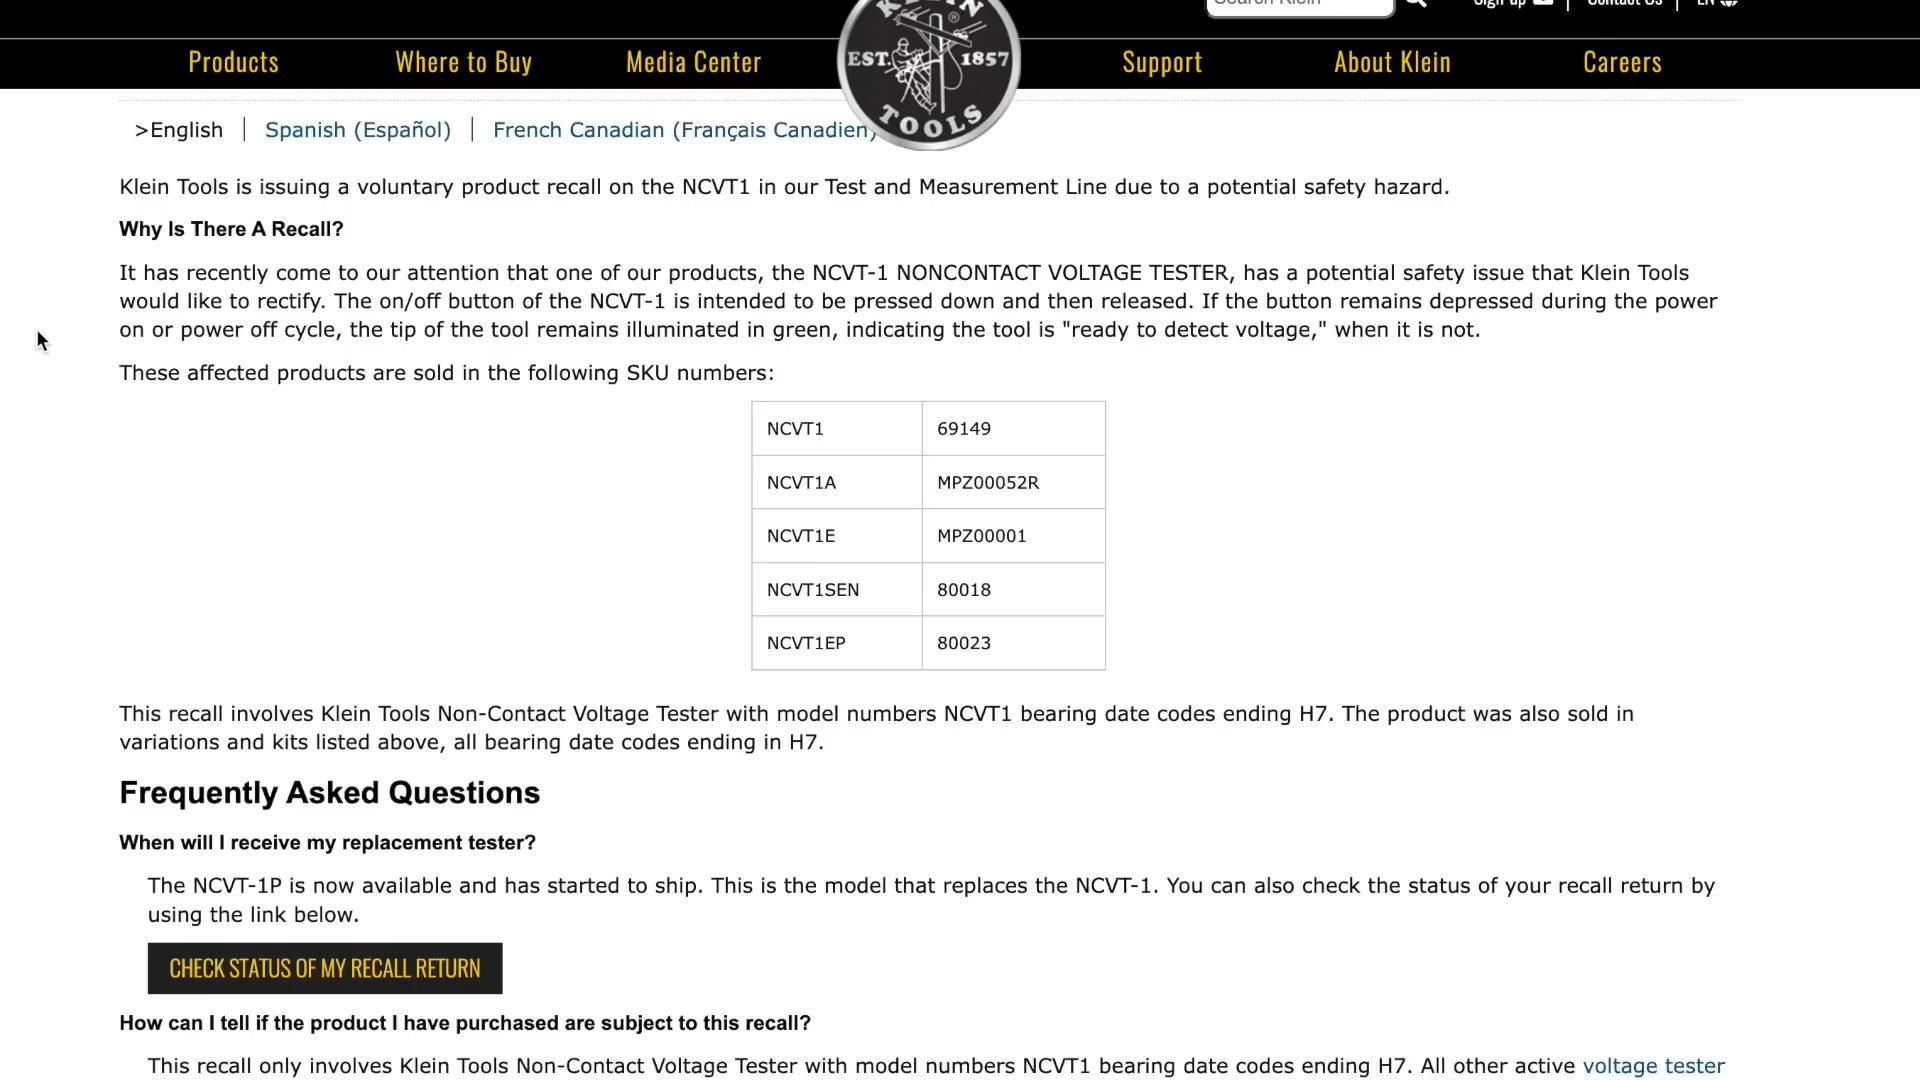 Search Klein
Sign up | Contact Us | EN
Products Where to Buy Media Center Support About Klein Careers
KLEIN ®
EST. 1857
TOOLS
>English | Spanish (Español) | French Canadian (Français Canadien)
Klein Tools is issuing a voluntary product recall on the NCVT1 in our Test and Measurement Line due to a potential safety hazard.
Why Is There A Recall?
It has recently come to our attention that one of our products, the NCVT-1 NONCONTACT VOLTAGE TESTER, has a potential safety issue that Klein Tools
would like to rectify. The on/off button of the NCVT-1 is intended to be pressed down and then released. If the button remains depressed during the power
on or power off cycle, the tip of the tool remains illuminated in green, indicating the tool is "ready to detect voltage," when it is not.
These affected products are sold in the following SKU numbers:
NCVT1 69149
NCVT1A MPZ00052R
NCVT1E MPZ00001
NCVT1SEN 80018
NCVT1EP 80023
This recall involves Klein Tools Non-Contact Voltage Tester with model numbers NCVT1 bearing date codes ending H7. The product was also sold in
variations and kits listed above, all bearing date codes ending in H7.
Frequently Asked Questions
When will I receive my replacement tester?
The NCVT-1P is now available and has started to ship. This is the model that replaces the NCVT-1. You can also check the status of your recall return by
using the link below.
CHECK STATUS OF MY RECALL RETURN
How can I tell if the product I have purchased are subject to this recall?
This recall only involves Klein Tools Non-Contact Voltage Tester with model numbers NCVT1 bearing date codes ending H7. All other active voltage tester